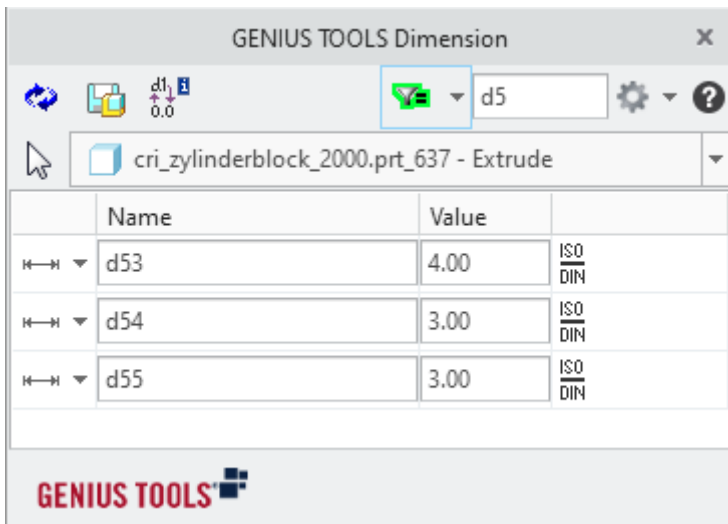 GENIUS TOOLS Dimension
d1 i
0.0
d5
cri_zylinderblock_2000.prt_637 - Extrude
Name Value
d53 4.00 ISO DIN
d54 3.00 ISO DIN
d55 3.00 ISO DIN
GENIUS TOOLS